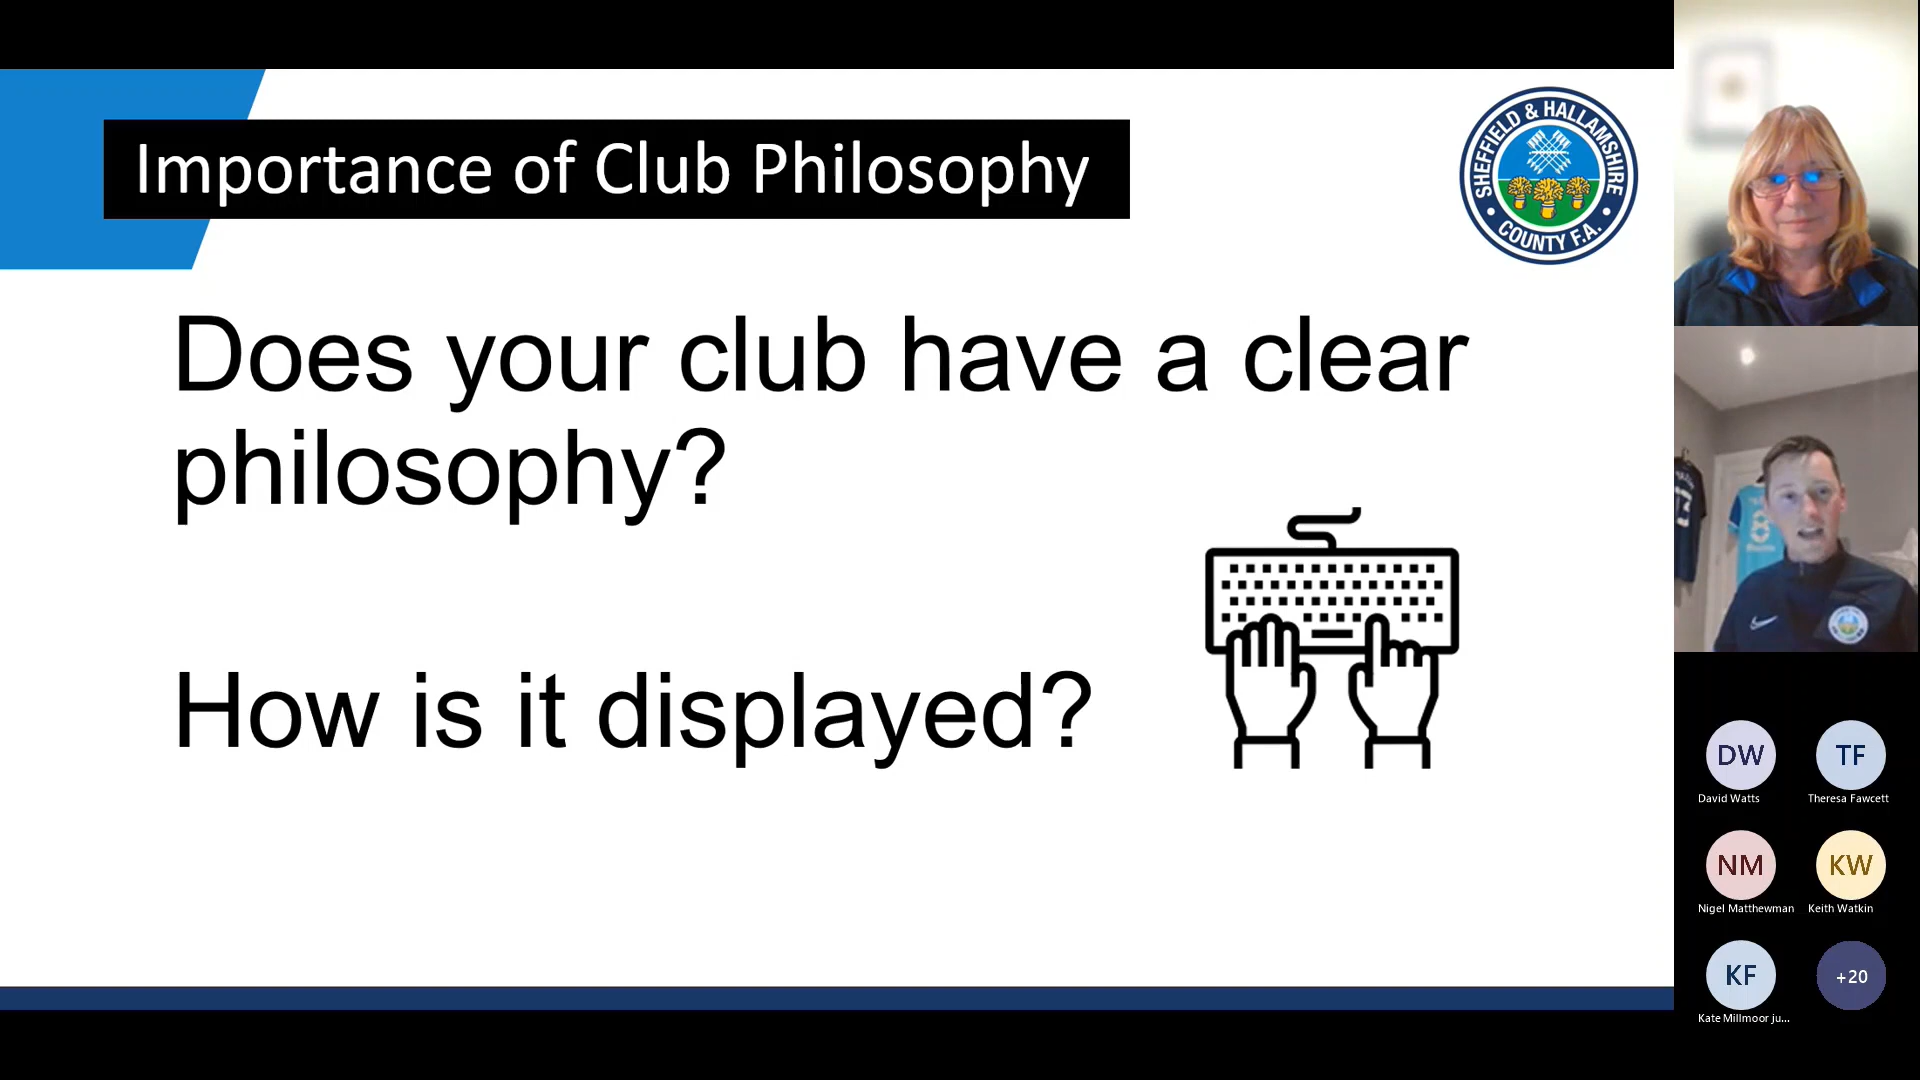 Importance of Club Philosophy
SHEFFIELD & HALLAMSHIRE
COUNTY F.A.
Does your club have a clear
philosophy?
How is it displayed?
DW
TF
David Watts
Theresa Fawcett
NM
KW
Nigel Matthewman
Keith Watkin
KF
+20
Kate Millmoor ju...